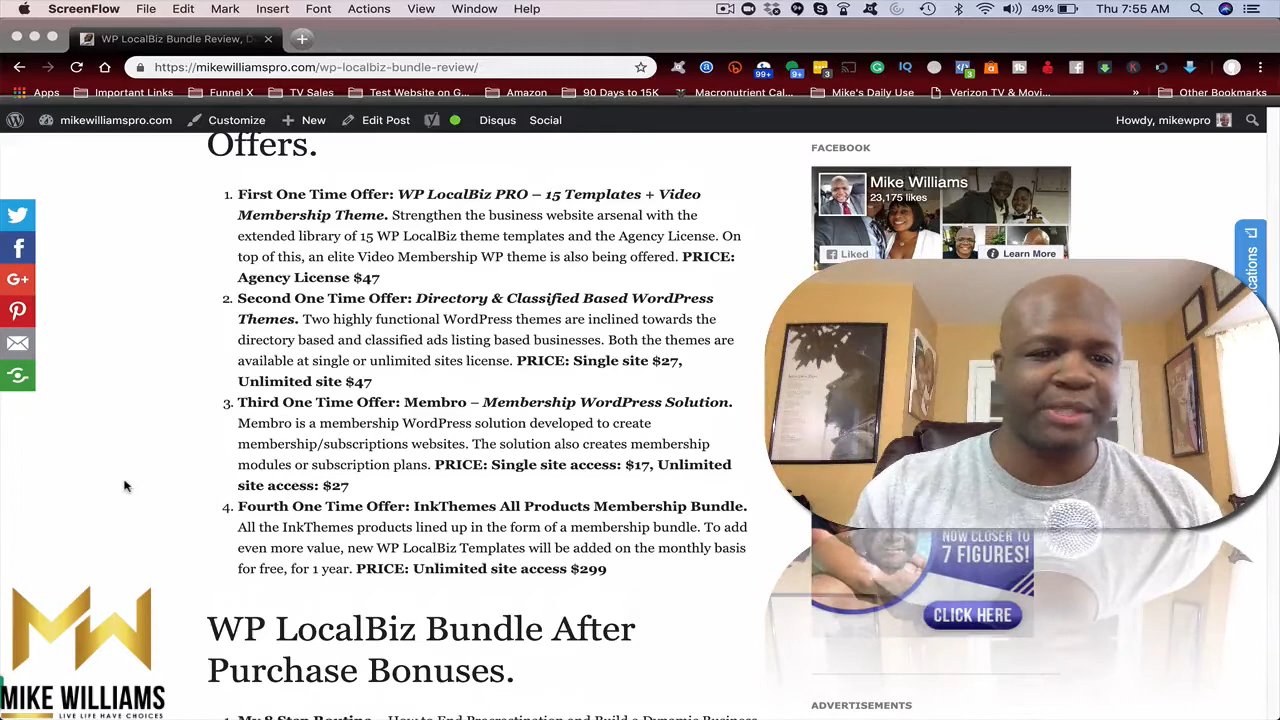 ScreenFlow File Edit Mark Insert Font Actions View Window Help 49% Thu 7:55 AM
WP LocalBiz Bundle Review, D
https://mikewilliamspro.com/wp-localbiz-bundle-review/
99+ 9+ 3 3
Apps Important Links Funnel X TV Sales Test Website on G... Amazon 90 Days to 15K Macronutrient Cal... Mike's Daily Use Verizon TV & Movi... » Other Bookmarks
mikewilliamspro.com Customize New Edit Post Disqus Social Howdy, mikewpro
Offers.
1. First One Time Offer: WP LocalBiz PRO – 15 Templates + Video
Membership Theme. Strengthen the business website arsenal with the
extended library of 15 WP LocalBiz theme templates and the Agency License. On
top of this, an elite Video Membership WP theme is also being offered. PRICE:
Agency License $47
2. Second One Time Offer: Directory & Classified Based WordPress
Themes. Two highly functional WordPress themes are inclined towards the
directory based and classified ads listing based businesses. Both the themes are
available at single or unlimited sites license. PRICE: Single site $27,
Unlimited site $47
3. Third One Time Offer: Membro – Membership WordPress Solution.
Membro is a membership WordPress solution developed to create
membership/subscriptions websites. The solution also creates membership
modules or subscription plans. PRICE: Single site access: $17, Unlimited
site access: $27
4. Fourth One Time Offer: InkThemes All Products Membership Bundle.
All the InkThemes products lined up in the form of a membership bundle. To add
even more value, new WP LocalBiz Templates will be added on the monthly basis
for free, for 1 year. PRICE: Unlimited site access $299
WP LocalBiz Bundle After
Purchase Bonuses.
FACEBOOK
Mike Williams
23,175 likes
Liked
Learn More
NOW CLOSER TO
7 FIGURES!
CLICK HERE
ADVERTISEMENTS
G+
MW
MIKE WILLIAMS
LIVE LIFE HAVE CHOICES